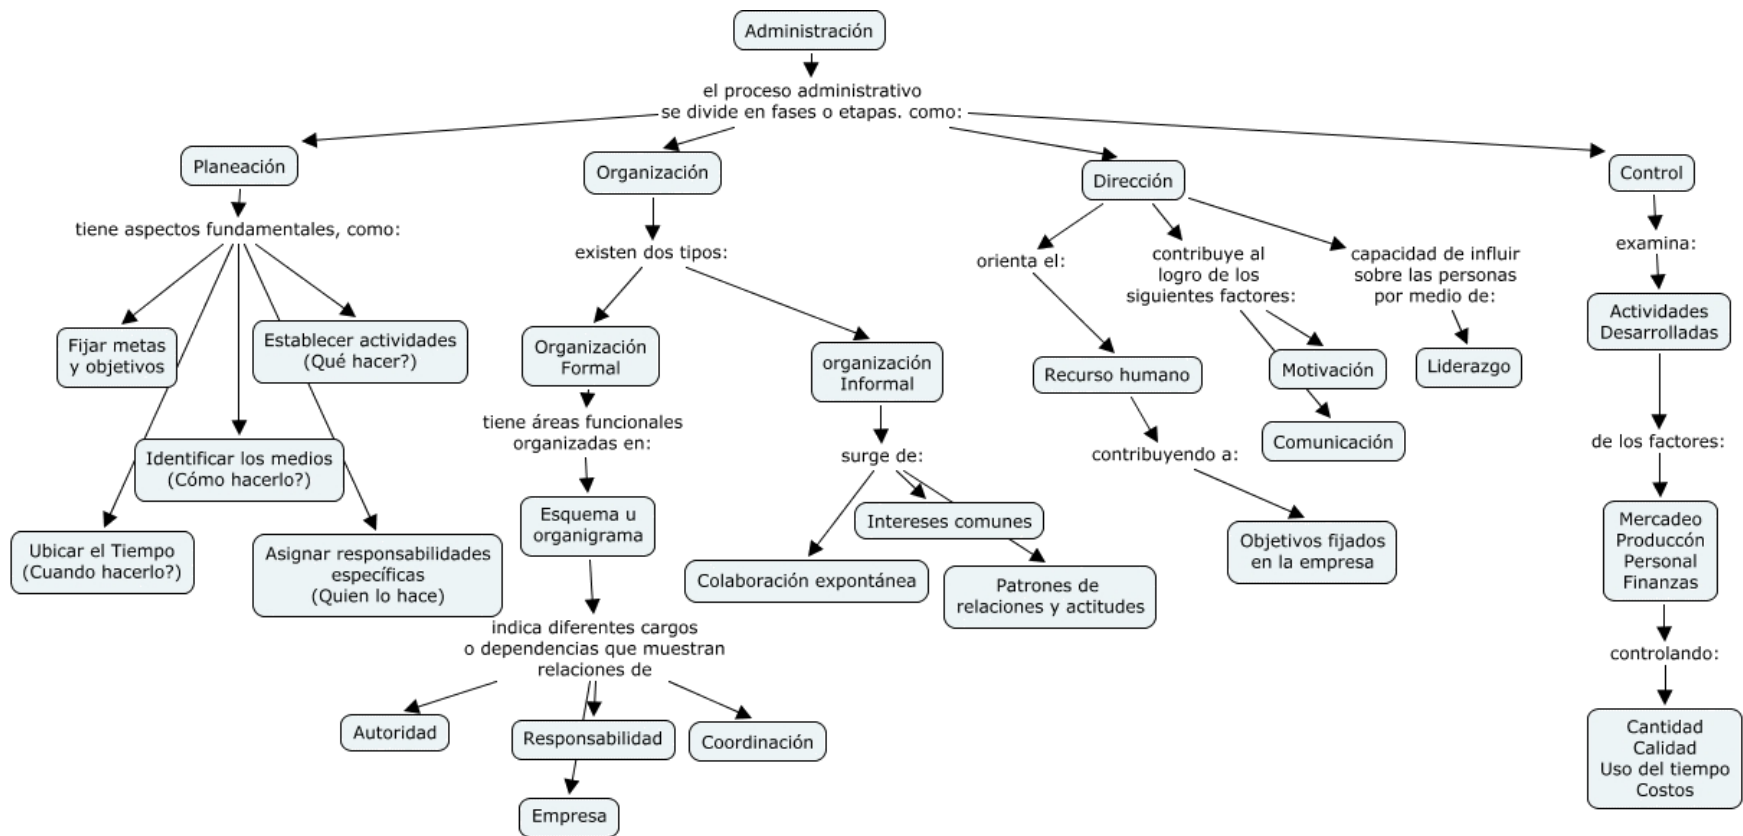 Administración
el proceso administrativo
se divide en fases o etapas. como:
Planeación
tiene aspectos fundamentales, como:
Fijar metas
y objetivos
Establecer actividades
(Qué hacer?)
Identificar los medios
(Cómo hacerlo?)
Ubicar el Tiempo
(Cuando hacerlo?)
Asignar responsabilidades
específicas
(Quien lo hace)
Organización
existen dos tipos:
Organización
Formal
tiene áreas funcionales
organizadas en:
Esquema u
organigrama
indica diferentes cargos
o dependencias que muestran
relaciones de
Autoridad
Responsabilidad
Coordinación
Empresa
organización
Informal
surge de:
Intereses comunes
Colaboración expontánea
Patrones de
relaciones y actitudes
Dirección
orienta el:
Recurso humano
contribuyendo a:
Objetivos fijados
en la empresa
contribuye al
logro de los
siguientes factores:
Motivación
Comunicación
capacidad de influir
sobre las personas
por medio de:
Liderazgo
Control
examina:
Actividades
Desarrolladas
de los factores:
Mercadeo
Produccón
Personal
Finanzas
controlando:
Cantidad
Calidad
Uso del tiempo
Costos